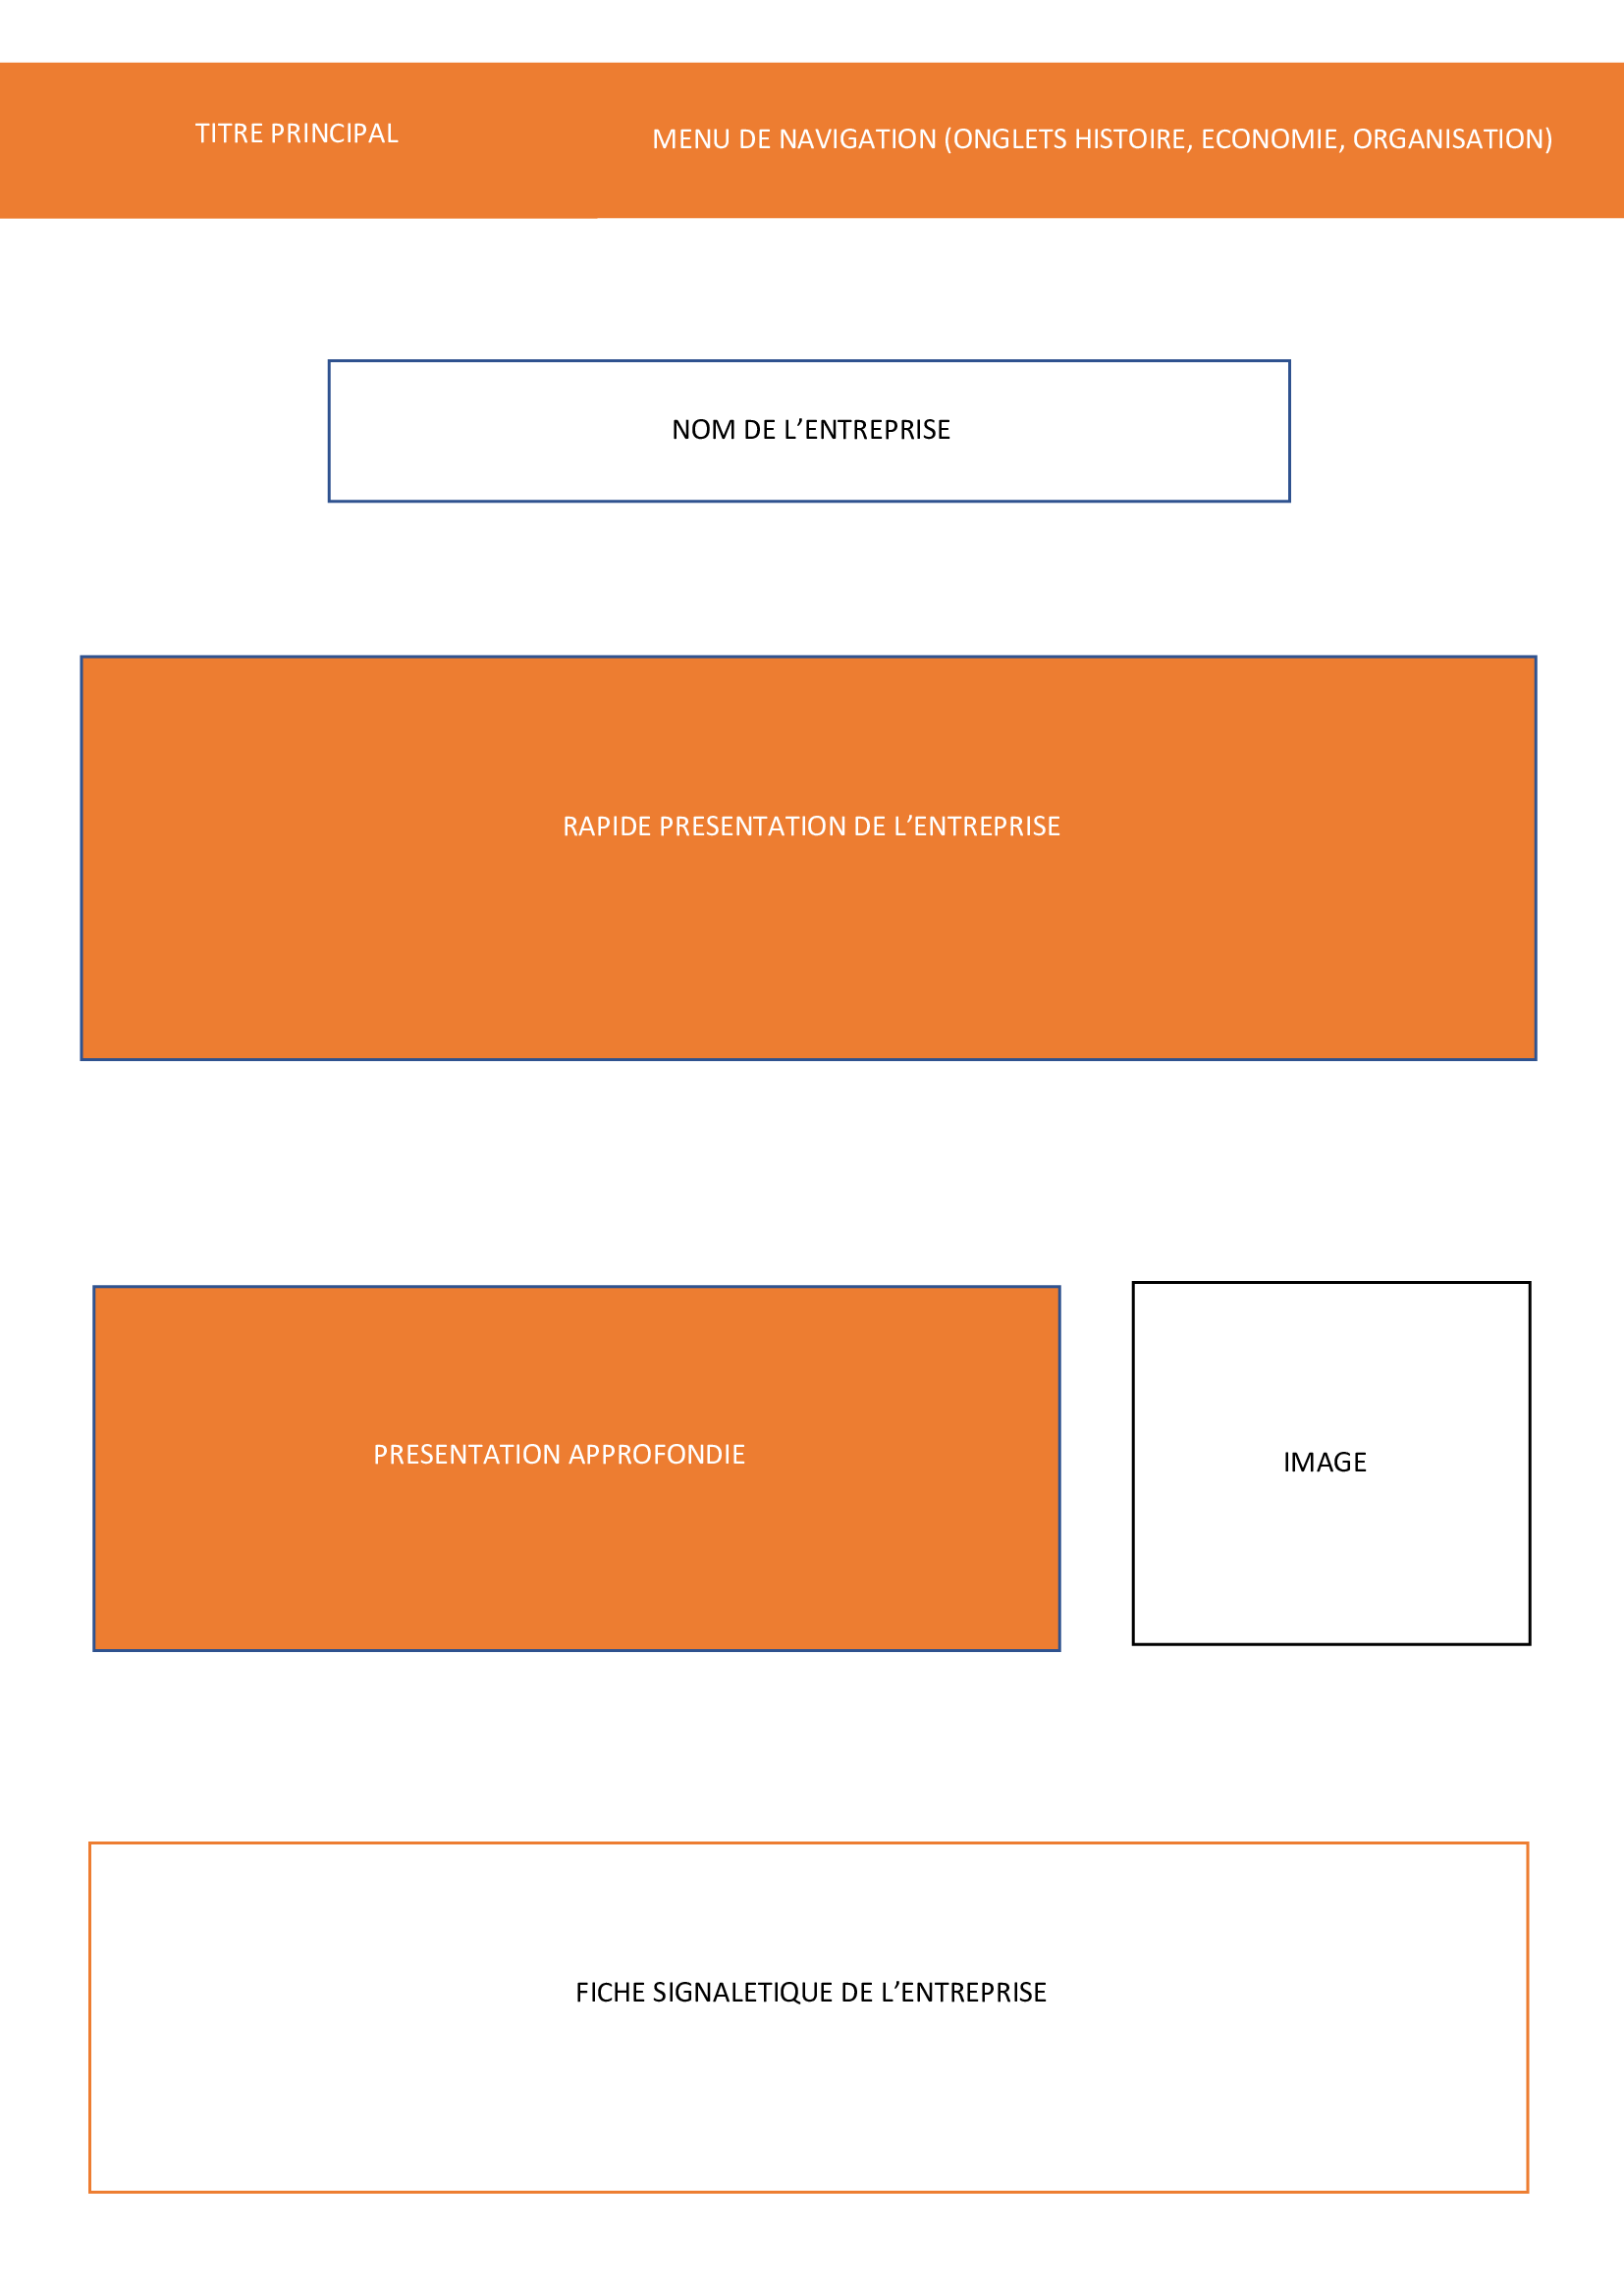 TITRE PRINCIPAL
MENU DE NAVIGATION (ONGLETS HISTOIRE, ECONOMIE, ORGANISATION)
NOM DE L’ENTREPRISE
RAPIDE PRESENTATION DE L’ENTREPRISE
PRESENTATION APPROFONDIE
IMAGE
FICHE SIGNALETIQUE DE L’ENTREPRISE